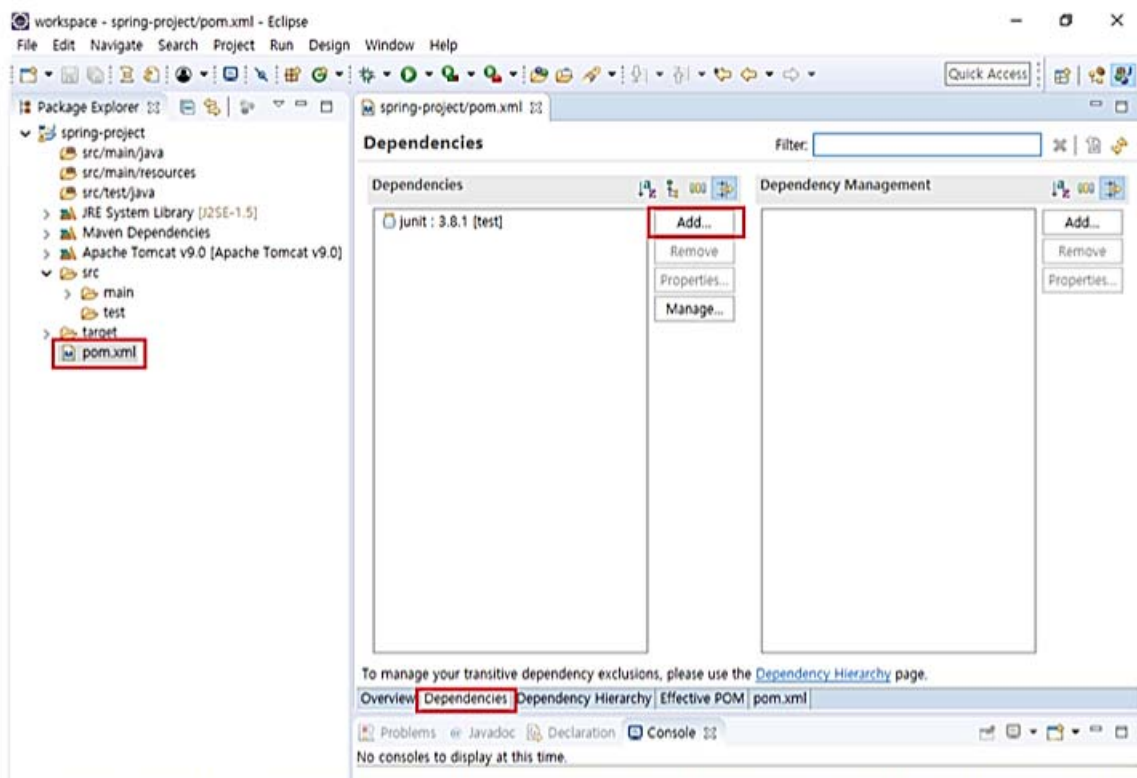 workspace - spring-project/pom.xml - Eclipse
File Edit Navigate Search Project Run Design Window Help
Quick Access
Package Explorer
spring-project
src/main/java
src/main/resources
src/test/java
JRE System Library [J2SE-1.5]
Maven Dependencies
Apache Tomcat v9.0 [Apache Tomcat v9.0]
src
main
test
target
pom.xml
spring-project/pom.xml
Dependencies
Filter:
Dependencies
junit : 3.8.1 [test]
Add...
Remove
Properties...
Manage...
Dependency Management
Add...
Remove
Properties...
To manage your transitive dependency exclusions, please use the Dependency Hierarchy page.
Overview Dependencies Dependency Hierarchy Effective POM pom.xml
Problems Javadoc Declaration Console
No consoles to display at this time.